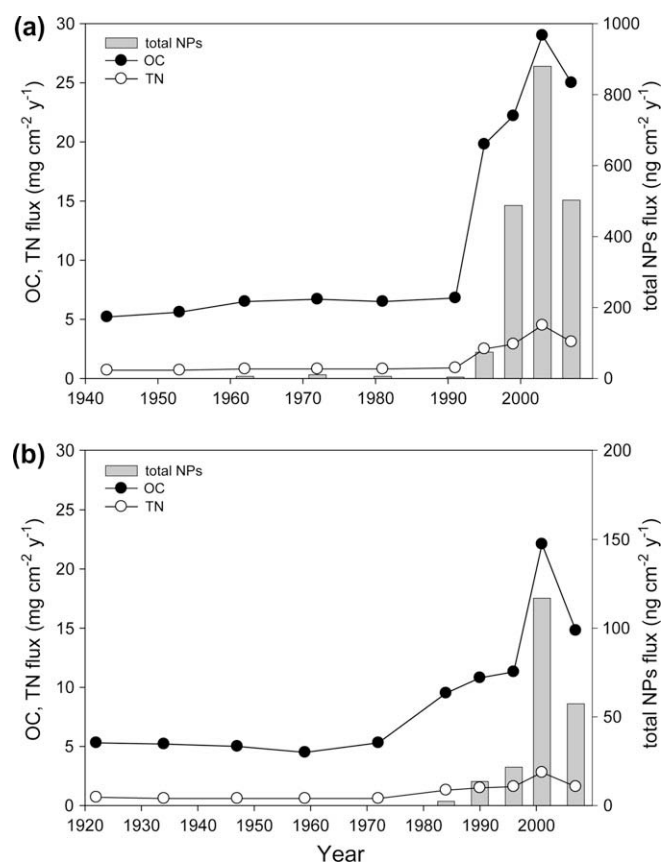 (a)
30
25
20
15
10
5
0
OC, TN flux (mg cm-2 y-1)
total NPs
OC
TN
1000
800
600
400
200
0
total NPs flux (ng cm-2 y-1)
1940 1950 1960 1970 1980 1990 2000
(b)
30
25
20
15
10
5
0
OC, TN flux (mg cm-2 y-1)
total NPs
OC
TN
200
150
100
50
0
total NPs flux (ng cm-2 y-1)
1920 1930 1940 1950 1960 1970 1980 1990 2000
Year